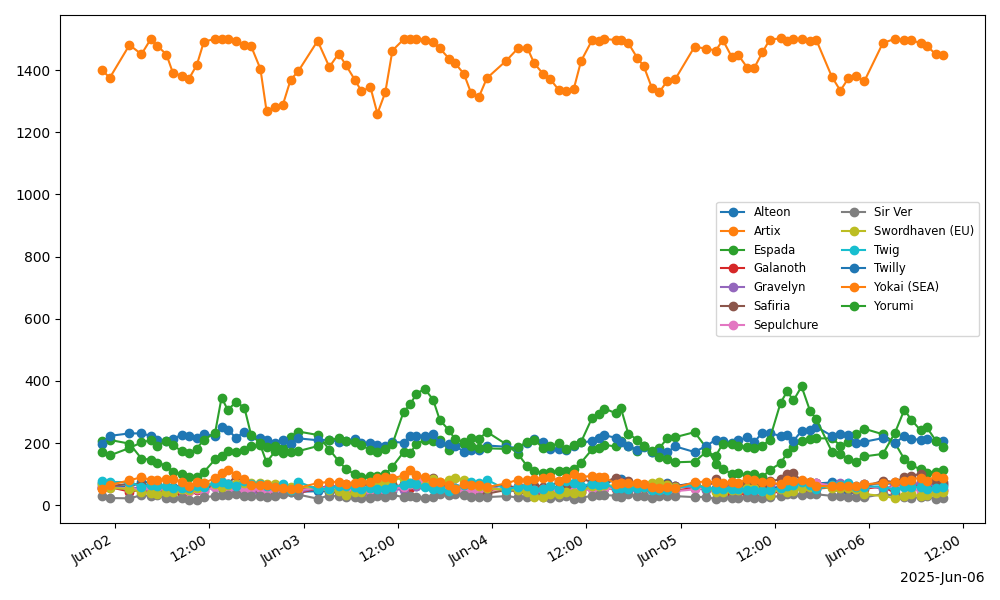 1400
1200
1000
800
600
400
200
0
Alteon
Artix
Espada
Galanoth
Gravelyn
Safiria
Sepulchure
Sir Ver
Swordhaven (EU)
Twig
Twilly
Yokai (SEA)
Yorumi
Jun-02
12:00
Jun-03
12:00
Jun-04
12:00
Jun-05
12:00
Jun-06
12:00
2025-Jun-06